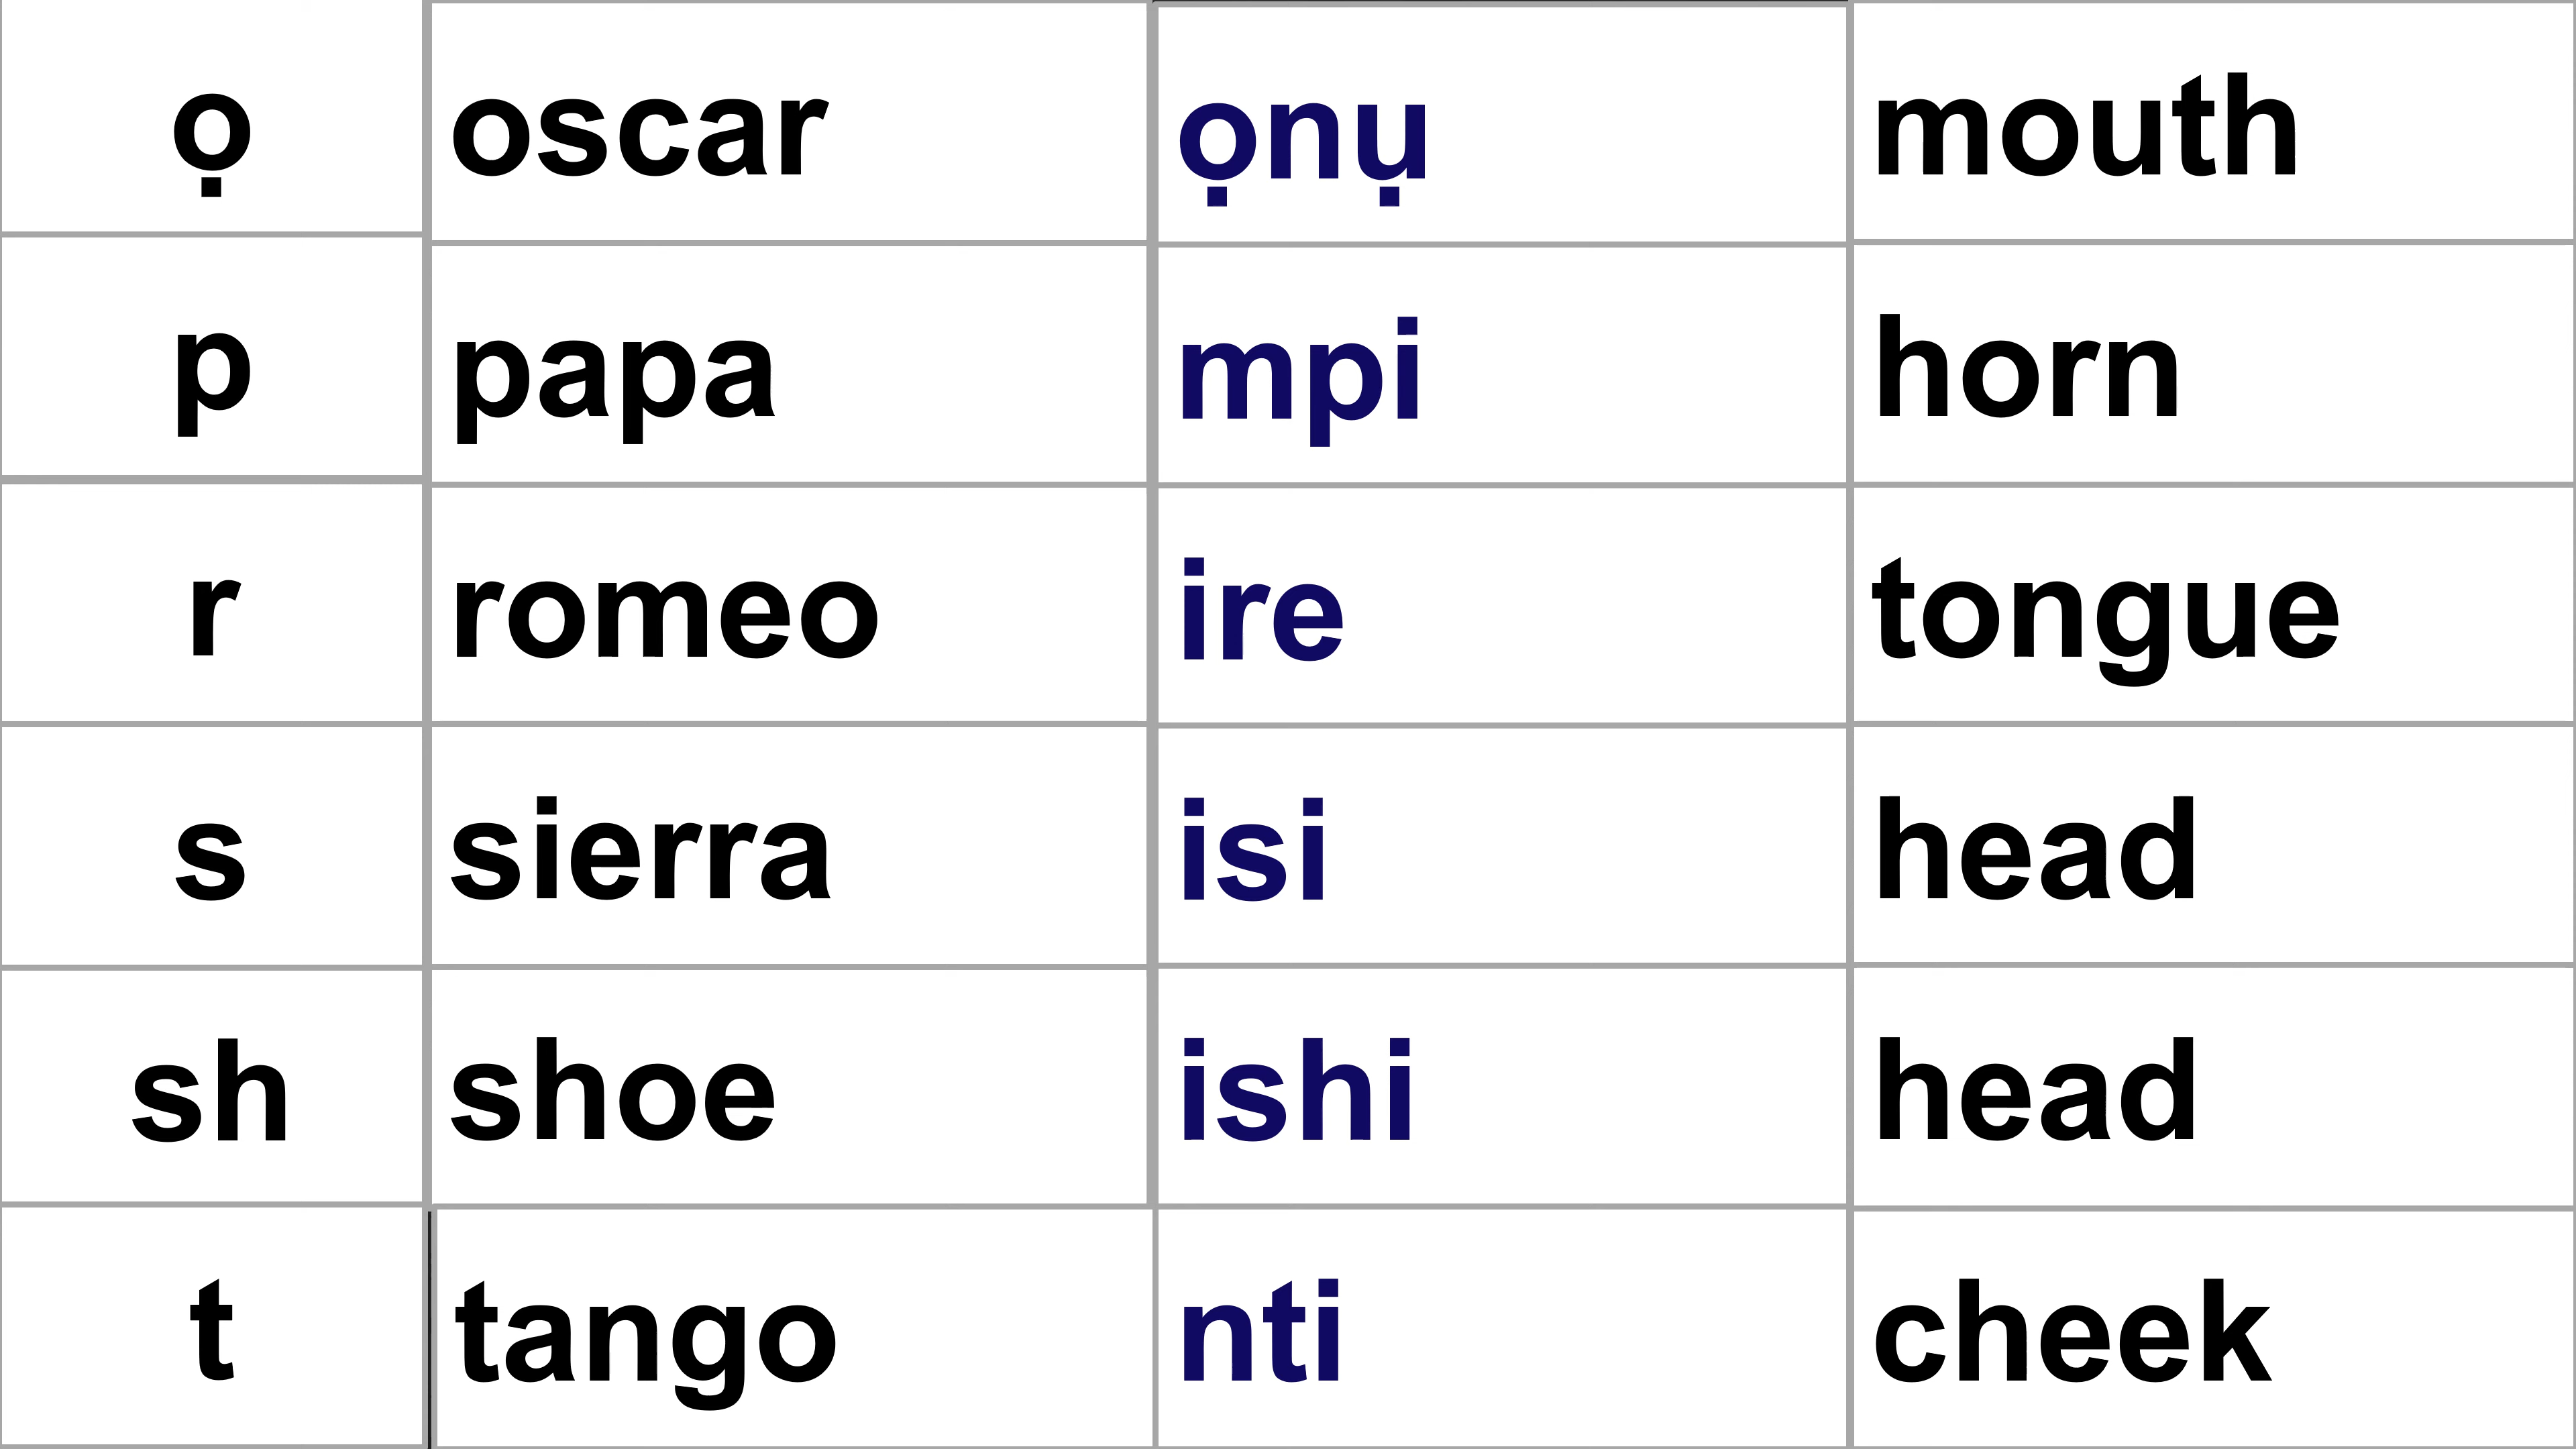 ọ oscar ọnụ mouth
p papa mpi horn
r romeo ire tongue
s sierra isi head
sh shoe ishi head
t tango nti cheek